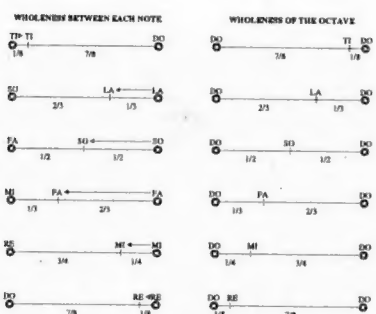 WHOLENESS BETWEEN EACH NOTE
TI TI DO
1/8 7/8
SO LA LA
2/3 1/3
FA SO SO
1/2 1/2
MI FA FA
1/3 2/3
RE MI MI
3/4 1/4
DO RE RE
WHOLENESS OF THE OCTAVE
DO TI DO
7/8 1/8
DO LA DO
2/3 1/3
DO SO DO
1/2 1/2
DO FA DO
1/3 2/3
DO MI DO
1/4 3/4
DO RE DO